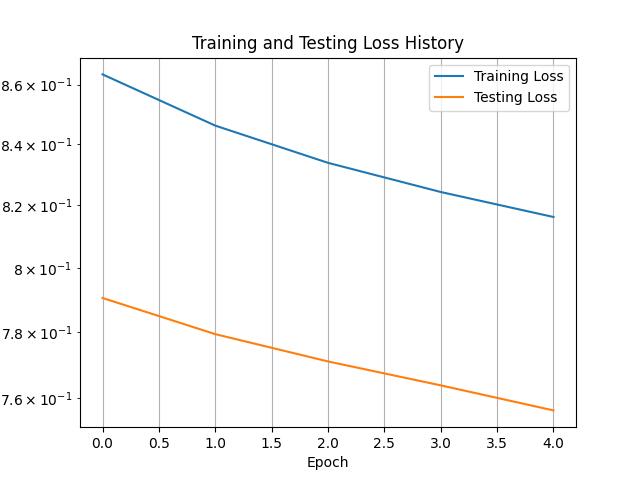 Training and Testing Loss History
Training Loss
Testing Loss
8.6 × 10⁻¹
8.4 × 10⁻¹
8.2 × 10⁻¹
8 × 10⁻¹
7.8 × 10⁻¹
7.6 × 10⁻¹
0.0 0.5 1.0 1.5 2.0 2.5 3.0 3.5 4.0
Epoch